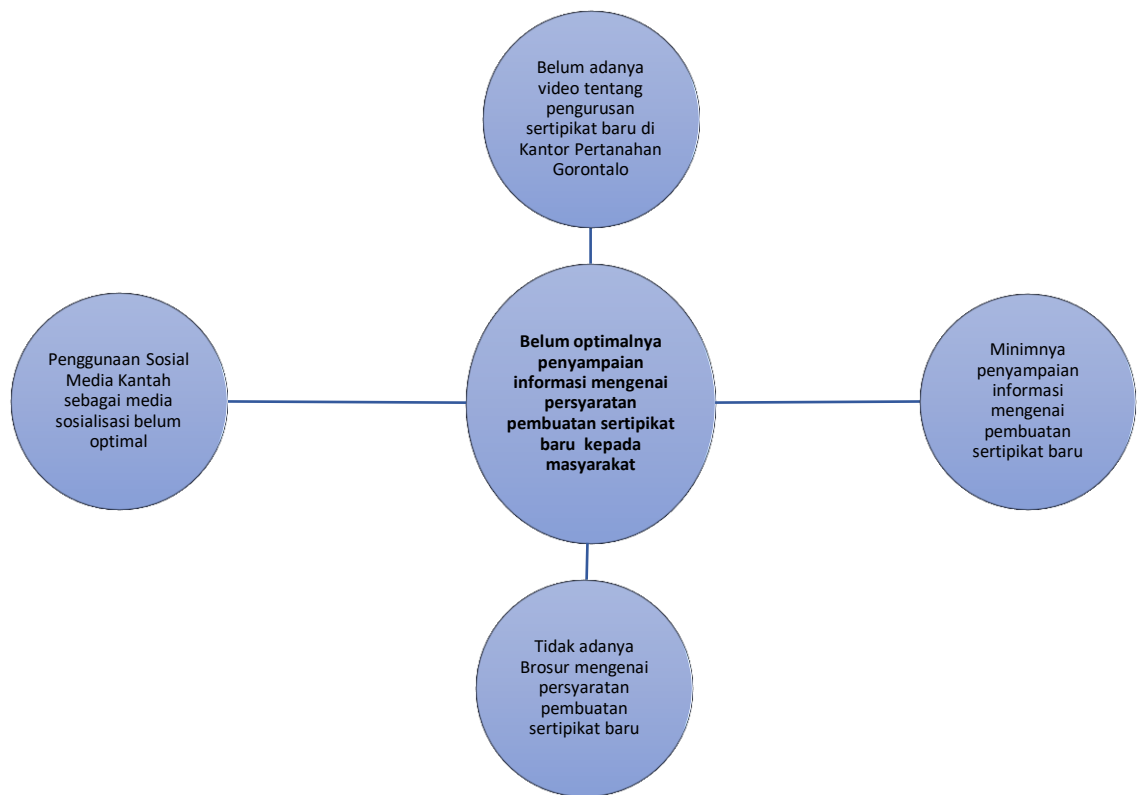 Belum adanya
video tentang
pengurusan
sertipikat baru di
Kantor Pertanahan
Gorontalo
Penggunaan Sosial
Media Kantah
sebagai media
sosialisasi belum
optimal
Belum optimalnya
penyampaian
informasi mengenai
persyaratan
pembuatan sertipikat
baru kepada
masyarakat
Minimnya
penyampaian
informasi
mengenai
pembuatan
sertipikat baru
Tidak adanya
Brosur mengenai
persyaratan
pembuatan
sertipikat baru